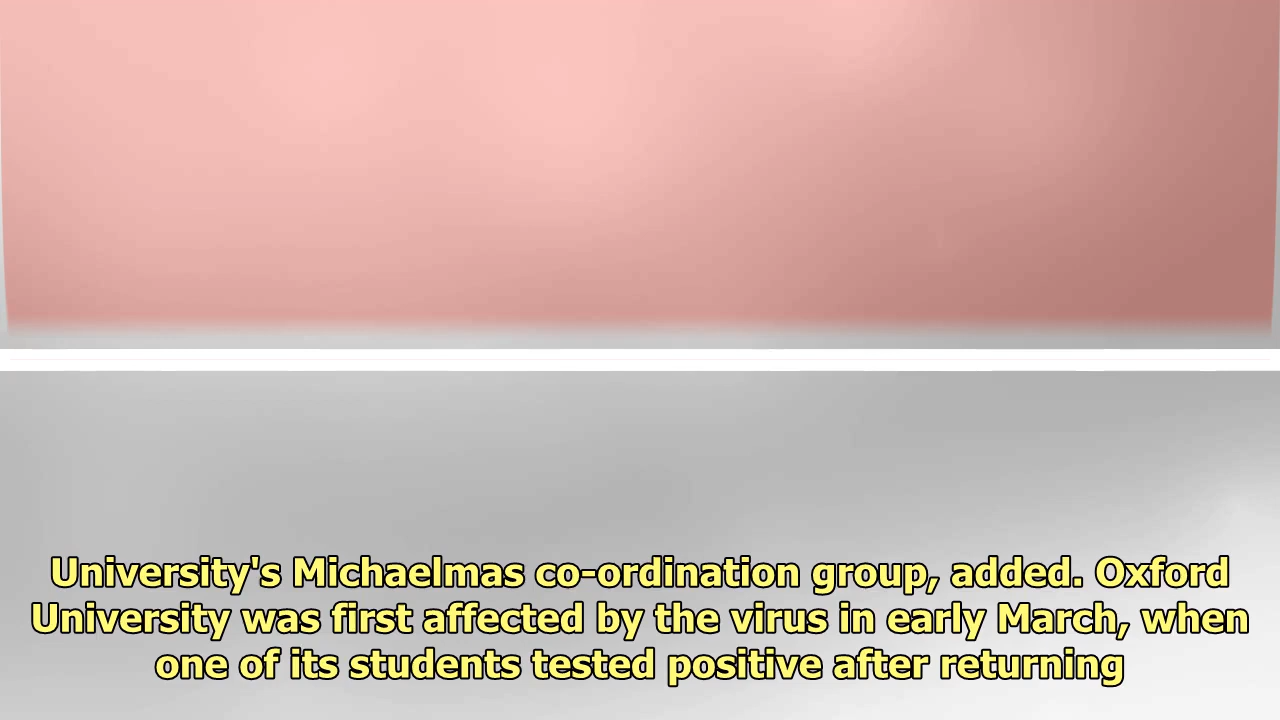 University's Michaelmas co-ordination group, added. Oxford
University was first affected by the virus in early March, when
one of its students tested positive after returning